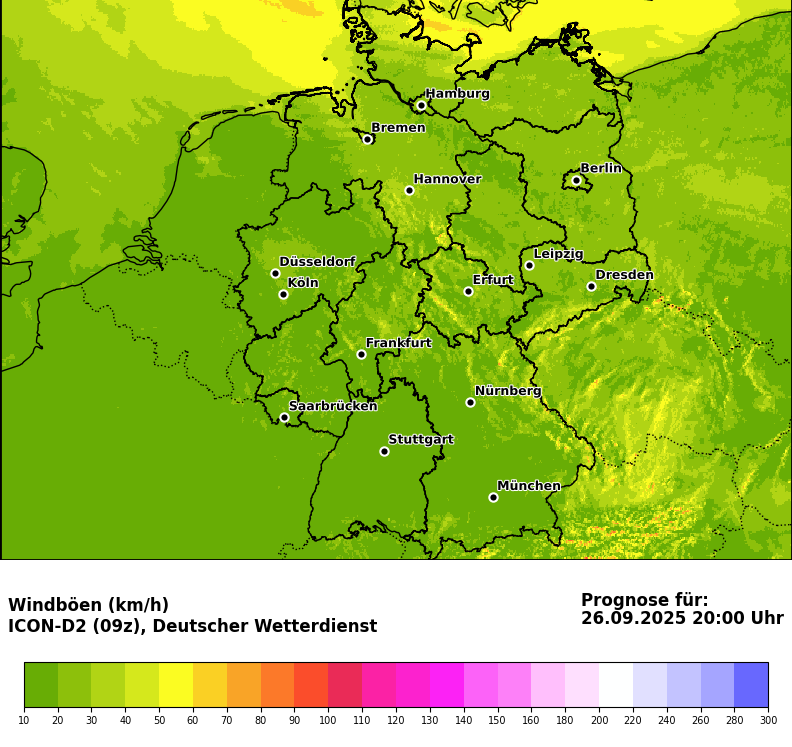 Hamburg
Bremen
Berlin
Hannover
Leipzig
Düsseldorf
Dresden
Köln
Erfurt
Frankfurt
Nürnberg
Saarbrücken
Stuttgart
München
Windböen (km/h)
ICON-D2 (09z), Deutscher Wetterdienst
Prognose für:
26.09.2025 20:00 Uhr
10 20 30 40 50 60 70 80 90 100 110 120 130 140 150 160 180 200 220 240 260 280 300